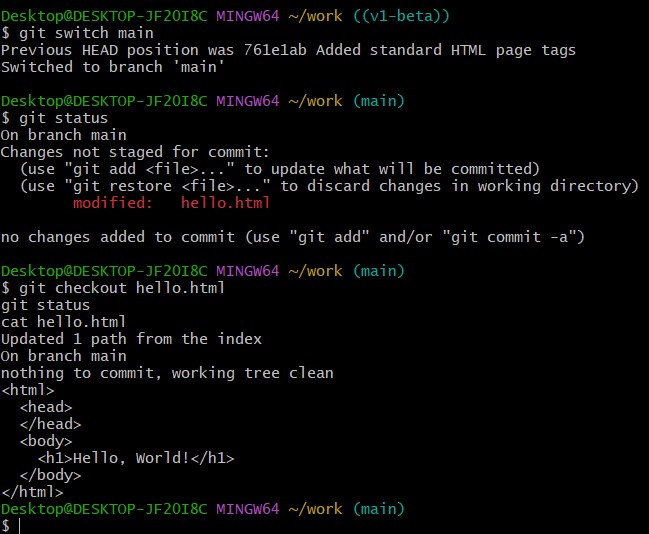 Desktop@DESKTOP-JF2OI8C MINGW64 ~/work ((v1-beta))
$ git switch main
Previous HEAD position was 761e1ab Added standard HTML page tags
Switched to branch 'main'
Desktop@DESKTOP-JF2OI8C MINGW64 ~/work (main)
$ git status
On branch main
Changes not staged for commit:
  (use "git add <file>..." to update what will be committed)
  (use "git restore <file>..." to discard changes in working directory)
        modified:   hello.html
no changes added to commit (use "git add" and/or "git commit -a")
Desktop@DESKTOP-JF2OI8C MINGW64 ~/work (main)
$ git checkout hello.html
git status
cat hello.html
Updated 1 path from the index
On branch main
nothing to commit, working tree clean
<html>
  <head>
  </head>
  <body>
    <h1>Hello, World!</h1>
  </body>
</html>
Desktop@DESKTOP-JF2OI8C MINGW64 ~/work (main)
$